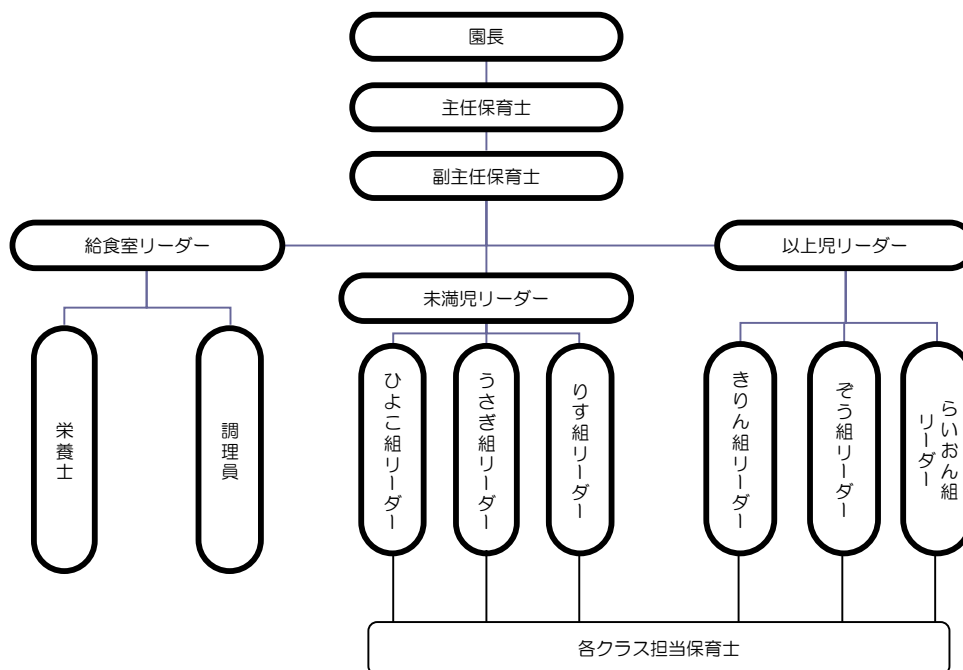 園長
主任保育士
副主任保育士
給食室リーダー
以上児リーダー
未満児リーダー
栄養士
調理員
ひよこ組リーダー
うさぎ組リーダー
りす組リーダー
きりん組リーダー
ぞう組リーダー
らいおん組
リーダー
各クラス担当保育士